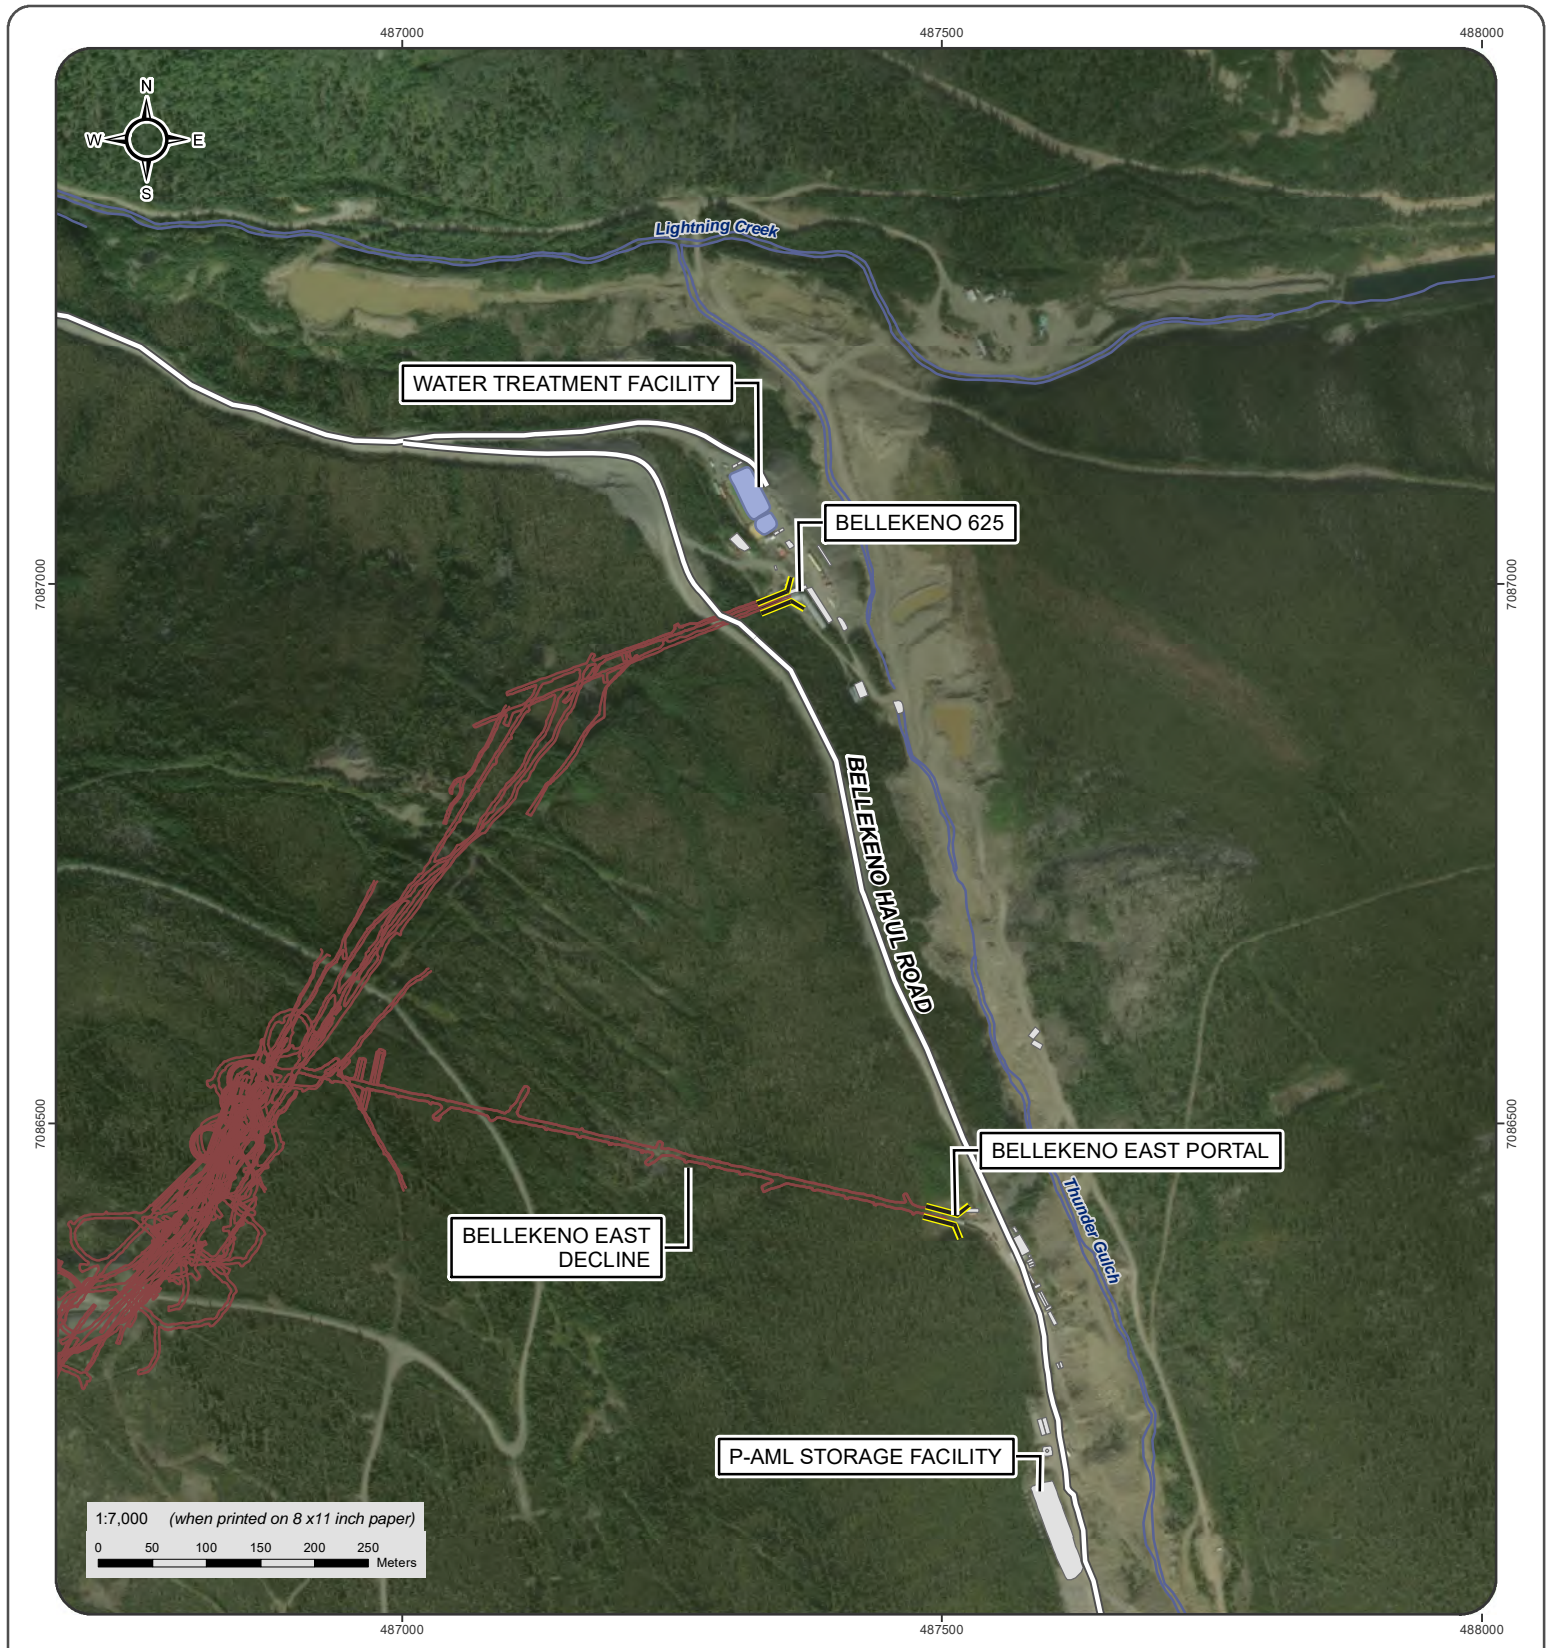 487000
487500
488000
N
W
E
S
Lightning Creek
WATER TREATMENT FACILITY
BELLEKENO 625
7087000
7087000
BELLEKENO HAUL ROAD
7086500
7086500
BELLEKENO EAST PORTAL
Thunder Gulch
BELLEKENO EAST
DECLINE
P-AML STORAGE FACILITY
1:7,000 (when printed on 8 x11 inch paper)
0 50 100 150 200 250
Meters
487000
487500
488000